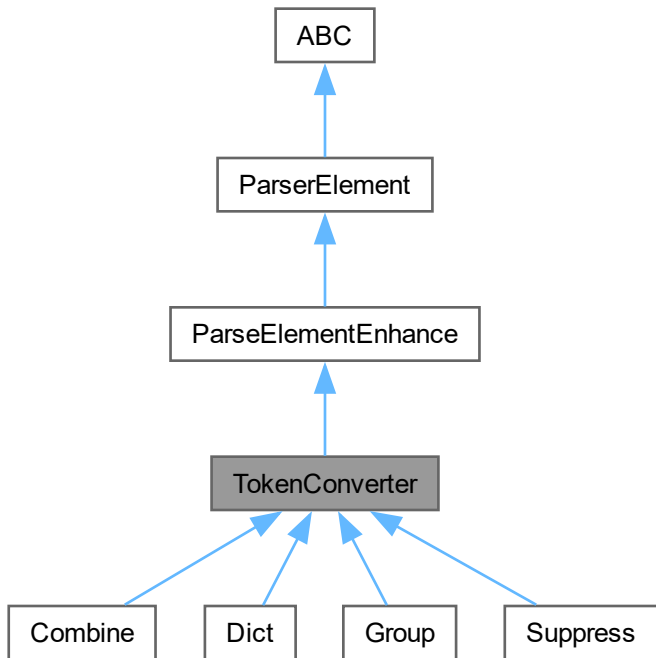 ABC
ParserElement
ParseElementEnhance
TokenConverter
Combine
Dict
Group
Suppress